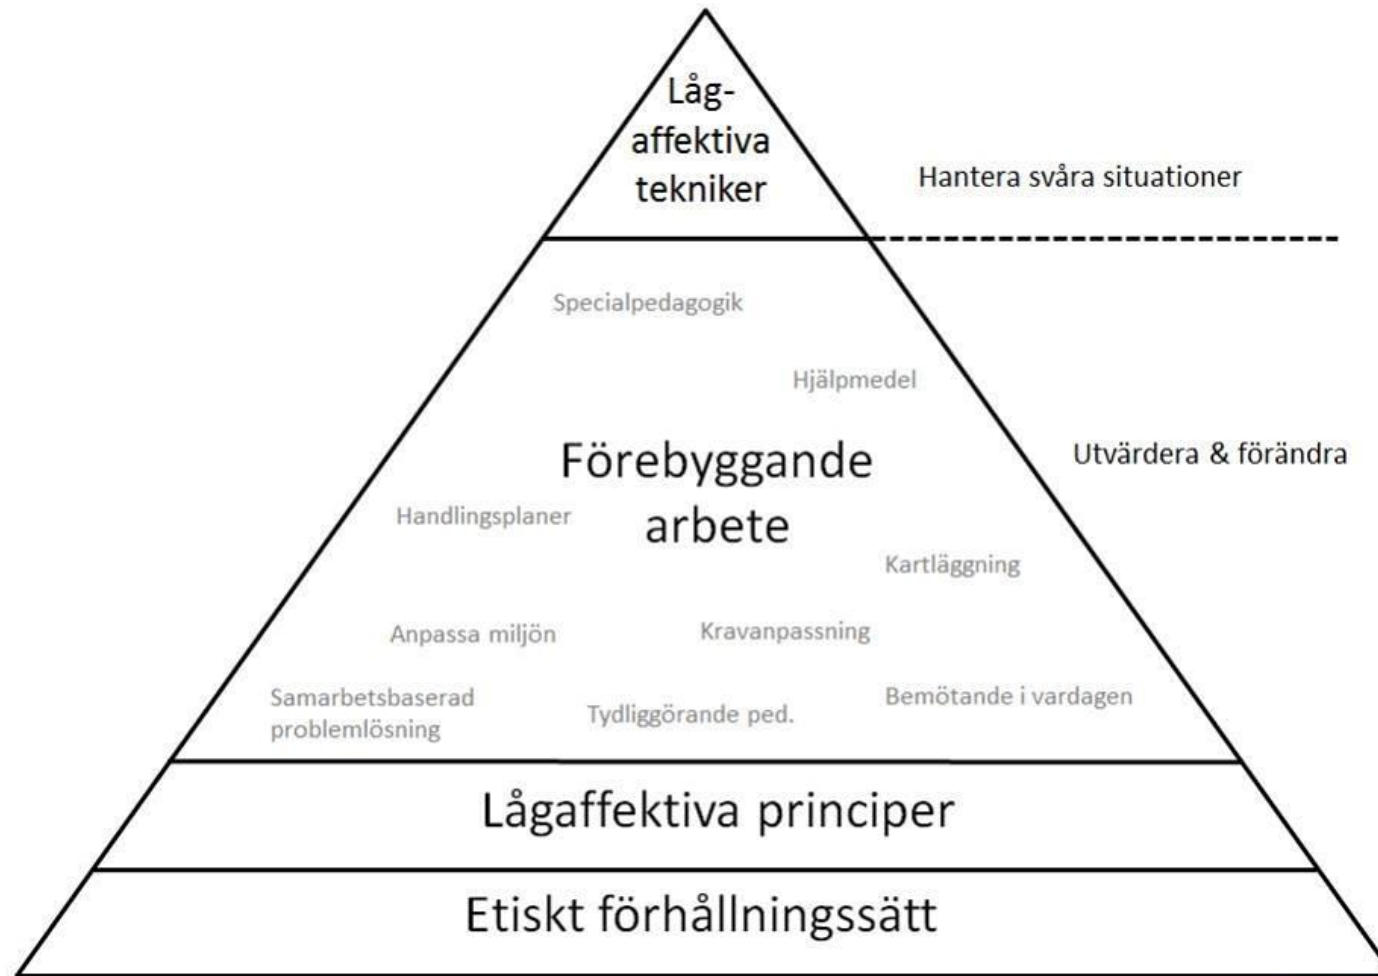 Låg-
affektiva
tekniker
Hantera svåra situationer
Specialpedagogik
Hjälpmedel
Förebyggande
arbete
Utvärdera & förändra
Handlingsplaner
Kartläggning
Anpassa miljön
Kravanpassning
Samarbetsbaserad
problemlösning
Tydliggörande ped.
Bemötande i vardagen
Lågaffektiva principer
Etiskt förhållningssätt